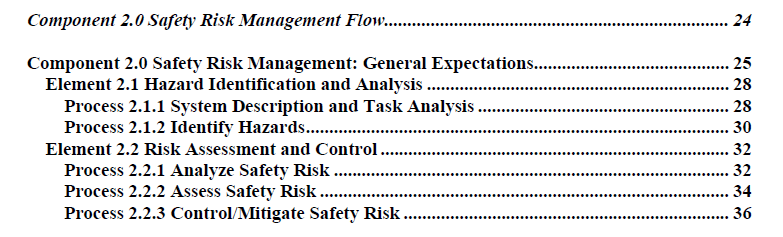 Component 2.0 Safety Risk Management Flow.......................................................................... 24
Component 2.0 Safety Risk Management: General Expectations.......................................... 25
Element 2.1 Hazard Identification and Analysis ................................................................. 28
Process 2.1.1 System Description and Task Analysis ...................................................... 28
Process 2.1.2 Identify Hazards........................................................................................... 30
Element 2.2 Risk Assessment and Control........................................................................... 32
Process 2.2.1 Analyze Safety Risk ..................................................................................... 32
Process 2.2.2 Assess Safety Risk ........................................................................................ 34
Process 2.2.3 Control/Mitigate Safety Risk ...................................................................... 36